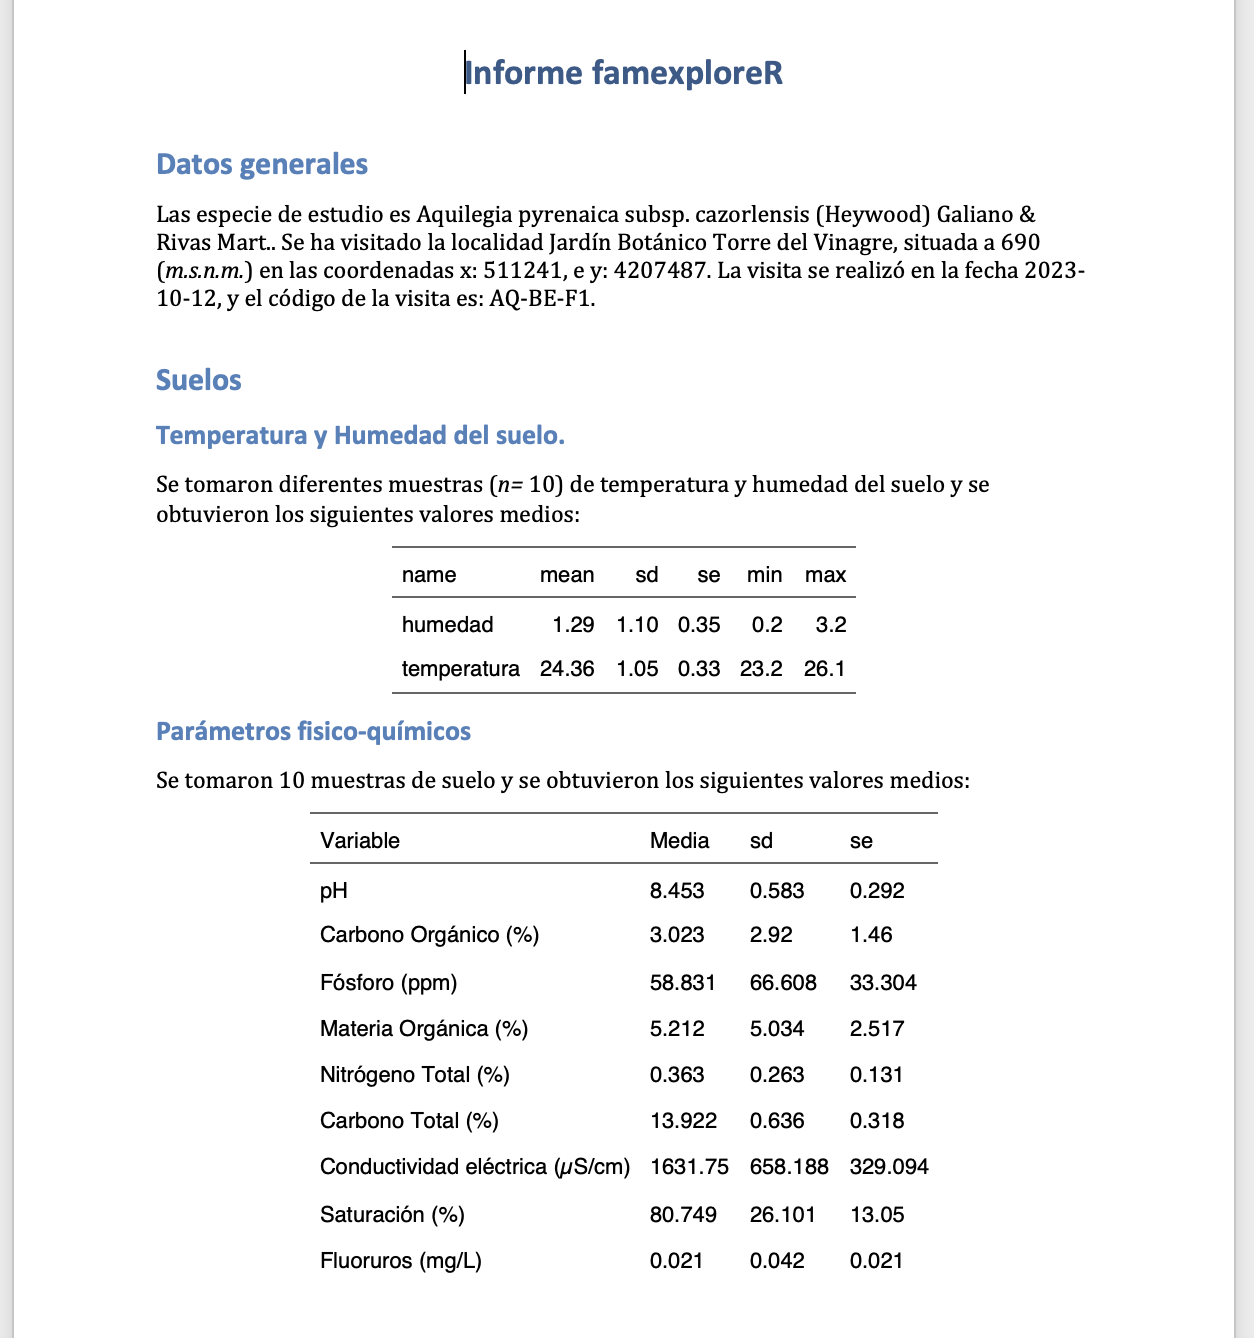 Informe famexploreR
Datos generales
Las especie de estudio es Aquilegia pyrenaica subsp. cazorlensis (Heywood) Galiano &
Rivas Mart.. Se ha visitado la localidad Jardín Botánico Torre del Vinagre, situada a 690
(m.s.n.m.) en las coordenadas x: 511241, e y: 4207487. La visita se realizó en la fecha 2023-
10-12, y el código de la visita es: AQ-BE-F1.
Suelos
Temperatura y Humedad del suelo.
Se tomaron diferentes muestras (n= 10) de temperatura y humedad del suelo y se
obtuvieron los siguientes valores medios:
name mean sd se min max
humedad 1.29 1.10 0.35 0.2 3.2
temperatura 24.36 1.05 0.33 23.2 26.1
Parámetros fisico-químicos
Se tomaron 10 muestras de suelo y se obtuvieron los siguientes valores medios:
Variable Media sd se
pH 8.453 0.583 0.292
Carbono Orgánico (%) 3.023 2.92 1.46
Fósforo (ppm) 58.831 66.608 33.304
Materia Orgánica (%) 5.212 5.034 2.517
Nitrógeno Total (%) 0.363 0.263 0.131
Carbono Total (%) 13.922 0.636 0.318
Conductividad eléctrica (μS/cm) 1631.75 658.188 329.094
Saturación (%) 80.749 26.101 13.05
Fluoruros (mg/L) 0.021 0.042 0.021